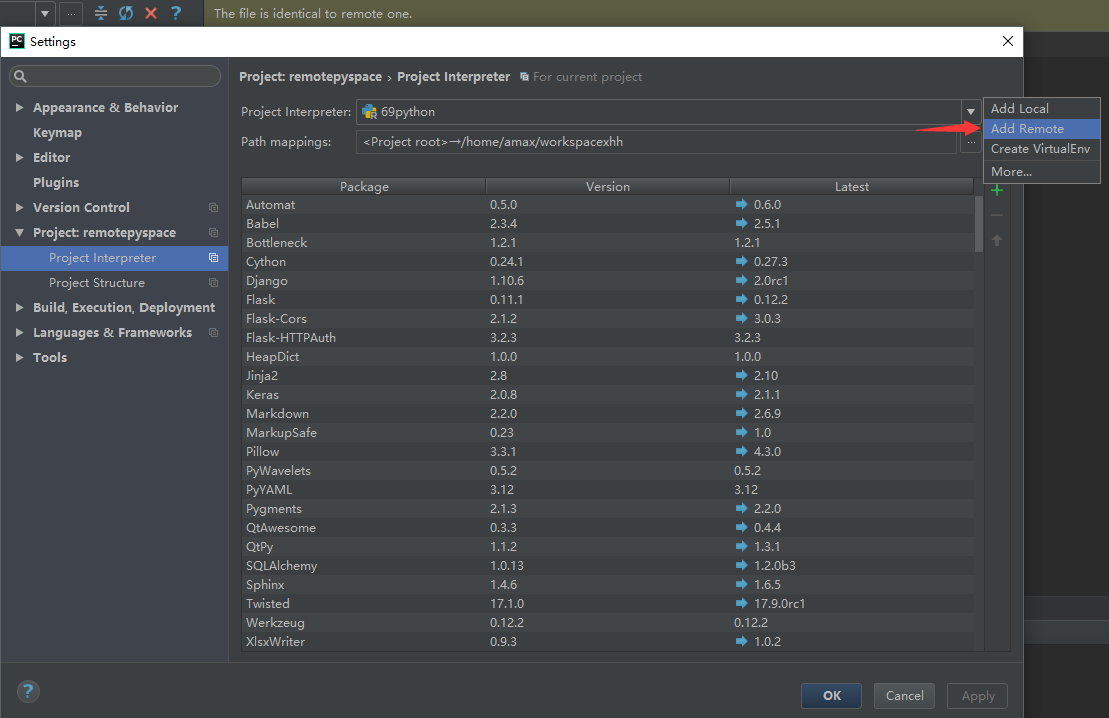 ... ? The file is identical to remote one.
PC Settings
Project: remotepyspace › Project Interpreter For current project
Appearance & Behavior
Keymap
Editor
Plugins
Version Control
Project: remotepyspace
Project Interpreter
Project Structure
Build, Execution, Deployment
Languages & Frameworks
Tools
Project Interpreter: 69python
Path mappings: <Project root>→/home/amax/workspacexhh ...
Add Local
Add Remote
Create VirtualEnv
More...
Package Version Latest
Automat 0.5.0 0.6.0
Babel 2.3.4 2.5.1
Bottleneck 1.2.1 1.2.1
Cython 0.24.1 0.27.3
Django 1.10.6 2.0rc1
Flask 0.11.1 0.12.2
Flask-Cors 2.1.2 3.0.3
Flask-HTTPAuth 3.2.3 3.2.3
HeapDict 1.0.0 1.0.0
Jinja2 2.8 2.10
Keras 2.0.8 2.1.1
Markdown 2.2.0 2.6.9
MarkupSafe 0.23 1.0
Pillow 3.3.1 4.3.0
PyWavelets 0.5.2 0.5.2
PyYAML 3.12 3.12
Pygments 2.1.3 2.2.0
QtAwesome 0.3.3 0.4.4
QtPy 1.1.2 1.3.1
SQLAlchemy 1.0.13 1.2.0b3
Sphinx 1.4.6 1.6.5
Twisted 17.1.0 17.9.0rc1
Werkzeug 0.12.2 0.12.2
XlsxWriter 0.9.3 1.0.2
? OK Cancel Apply